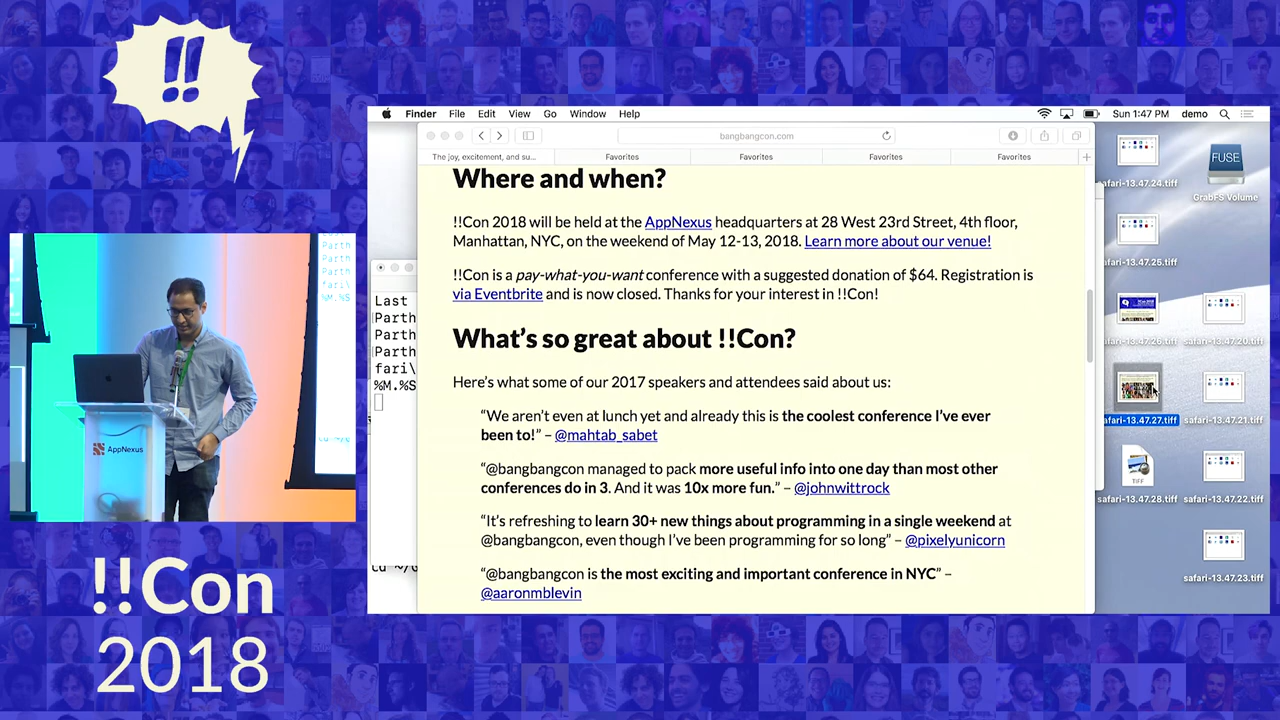 !!
Finder File Edit View Go Window Help
Sun 1:47 PM demo
bangbangcon.com
The joy, excitement, and su...
Favorites
Favorites
Favorites
Favorites
Where and when?
!!Con 2018 will be held at the AppNexus headquarters at 28 West 23rd Street, 4th floor,
Manhattan, NYC, on the weekend of May 12-13, 2018. Learn more about our venue!
!!Con is a pay-what-you-want conference with a suggested donation of $64. Registration is
via Eventbrite and is now closed. Thanks for your interest in !!Con!
What's so great about !!Con?
Here's what some of our 2017 speakers and attendees said about us:
“We aren't even at lunch yet and already this is the coolest conference I've ever
been to!” – @mahtab_sabet
“@bangbangcon managed to pack more useful info into one day than most other
conferences do in 3. And it was 10x more fun.” – @johnwittrock
“It's refreshing to learn 30+ new things about programming in a single weekend at
@bangbangcon, even though I've been programming for so long” – @pixelyunicorn
“@bangbangcon is the most exciting and important conference in NYC” –
@aaronmblevin
Last
Parth
Parth
Parth
fari\
%M.%S
safari-13.47.24.tiff
FUSE
GrabFS Volume
safari-13.47.25.tiff
safari-13.47.26.tiff
safari-13.47.20.tiff
safari-13.47.27.tiff
safari-13.47.21.tiff
TIFF
safari-13.47.28.tiff
safari-13.47.22.tiff
safari-13.47.23.tiff
Parth
Parth
Parth
fari\
%M.%S
AppNexus
!!Con
2018